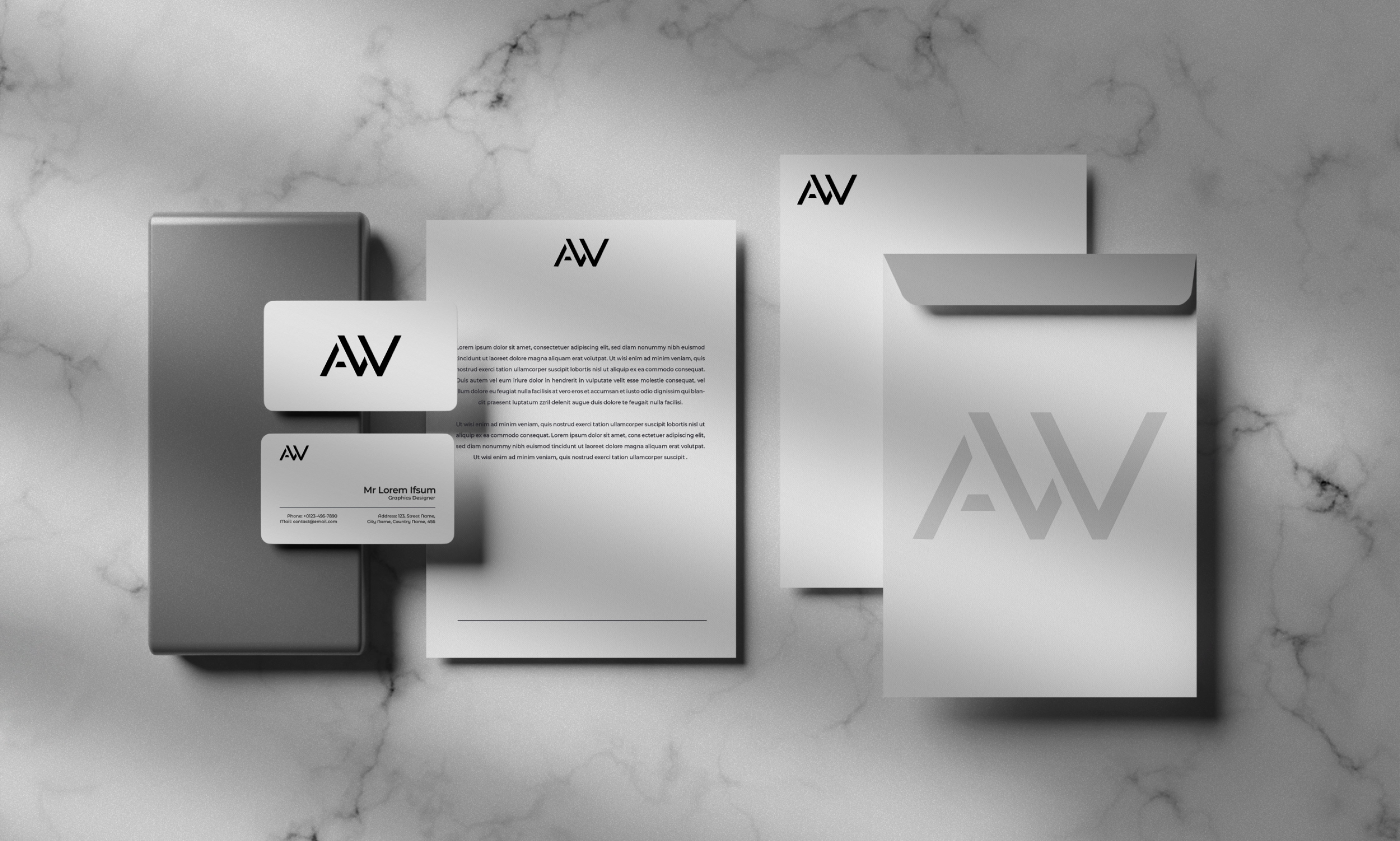 AW
AW
Mr Lorem Ifsum
Graphics Designer
Phone: +0123-456-7890
Mail: contact@email.com
Address: 123, Street Name,
City Name, Country Name, 456
AW
Lorem ipsum dolor sit amet, consectetuer adipiscing elit, sed diam nonummy nibh euismod
tincidunt ut laoreet dolore magna aliquam erat volutpat. Ut wisi enim ad minim veniam, quis
nostrud exerci tation ullamcorper suscipit lobortis nisl ut aliquip ex ea commodo consequat.
Duis autem vel eum iriure dolor in hendrerit in vulputate velit esse molestie consequat, vel
illum dolore eu feugiat nulla facilisis at vero eros et accumsan et iusto odio dignissim qui blan-
dit praesent luptatum zzril delenit augue duis dolore te feugait nulla facilisi.
Ut wisi enim ad minim veniam, quis nostrud exerci tation ullamcorper suscipit lobortis nisl ut
aliquip ex ea commodo consequat. Lorem ipsum dolor sit amet, cons ectetuer adipiscing elit,
sed diam nonummy nibh euismod tincidunt ut laoreet dolore magna aliquam erat volutpat.
Ut wisi enim ad minim veniam, quis nostrud exerci tation ullamcorper suscipit .
AW
AW